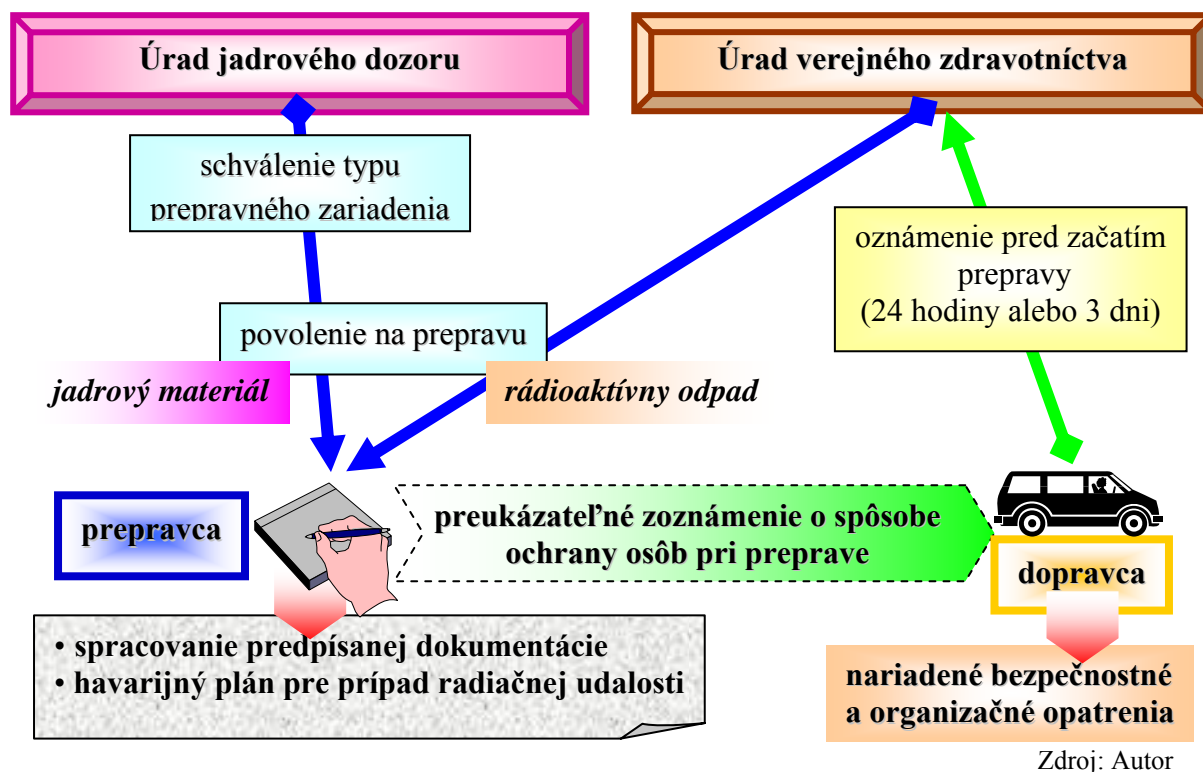 Úrad jadrového dozoru
Úrad verejného zdravotníctva
schválenie typu
prepravného zariadenia
oznámenie pred začatím
prepravy
(24 hodiny alebo 3 dni)
povolenie na prepravu
jadrový materiál
rádioaktívny odpad
prepravca
preukázateľné zoznámenie o spôsobe
ochrany osôb pri preprave
dopravca
• spracovanie predpísanej dokumentácie
• havarijný plán pre prípad radiačnej udalosti
nariadené bezpečnostné
a organizačné opatrenia
Zdroj: Autor